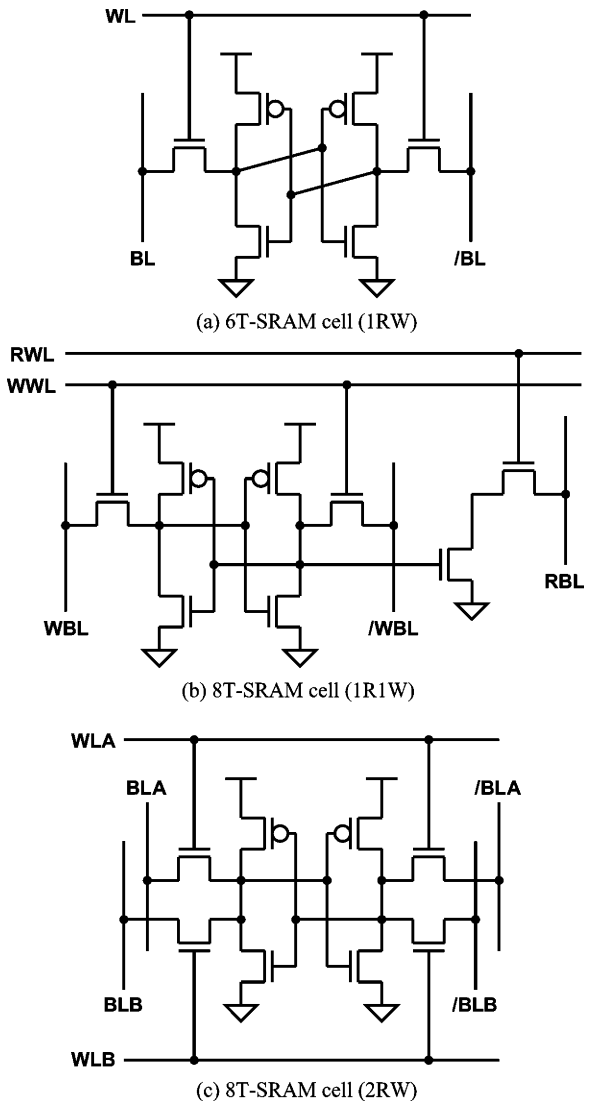 WL
BL
/BL
(a) 6T-SRAM cell (1RW)
RWL
WWL
WBL
/WBL
RBL
(b) 8T-SRAM cell (1R1W)
WLA
BLA
/BLA
BLB
/BLB
WLB
(c) 8T-SRAM cell (2RW)